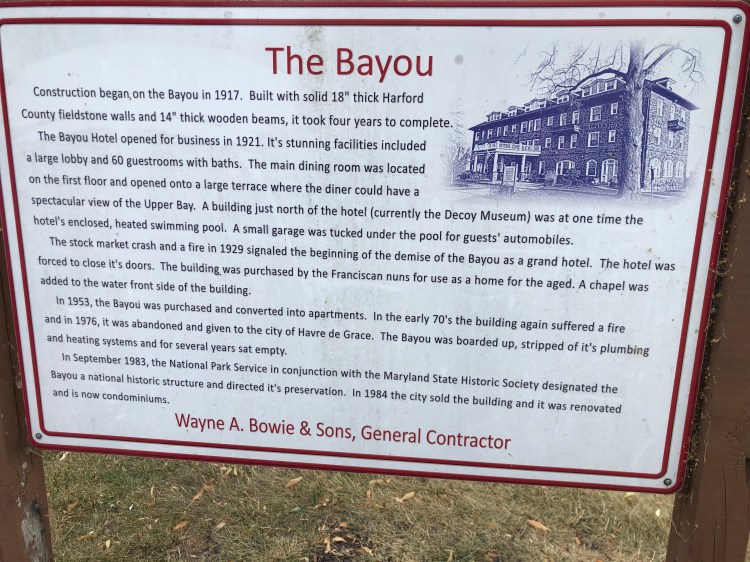 The Bayou
Construction began on the Bayou in 1917. Built with solid 18" thick Harford
County fieldstone walls and 14" thick wooden beams, it took four years to complete.
The Bayou Hotel opened for business in 1921. It's stunning facilities included
a large lobby and 60 guestrooms with baths. The main dining room was located
on the first floor and opened onto a large terrace where the diner could have a
spectacular view of the Upper Bay. A building just north of the hotel (currently the Decoy Museum) was at one time the
hotel's enclosed, heated swimming pool. A small garage was tucked under the pool for guests' automobiles.
The stock market crash and a fire in 1929 signaled the beginning of the demise of the Bayou as a grand hotel. The hotel was
forced to close it's doors. The building was purchased by the Franciscan nuns for use as a home for the aged. A chapel was
added to the water front side of the building.
In 1953, the Bayou was purchased and converted into apartments. In the early 70's the building again suffered a fire
and in 1976, it was abandoned and given to the city of Havre de Grace. The Bayou was boarded up, stripped of it's plumbing
and heating systems and for several years sat empty.
In September 1983, the National Park Service in conjunction with the Maryland State Historic Society designated the
Bayou a national historic structure and directed it's preservation. In 1984 the city sold the building and it was renovated
and is now condominiums.
Wayne A. Bowie & Sons, General Contractor